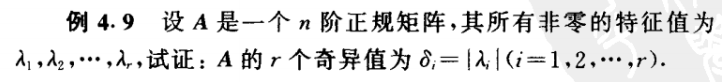 例 4.9 设 A 是一个 n 阶正规矩阵,其所有非零的特征值为
λ₁,λ₂,⋯,λᵣ,试证:A 的 r 个奇异值为 δᵢ=|λᵢ|(i=1,2,⋯,r).